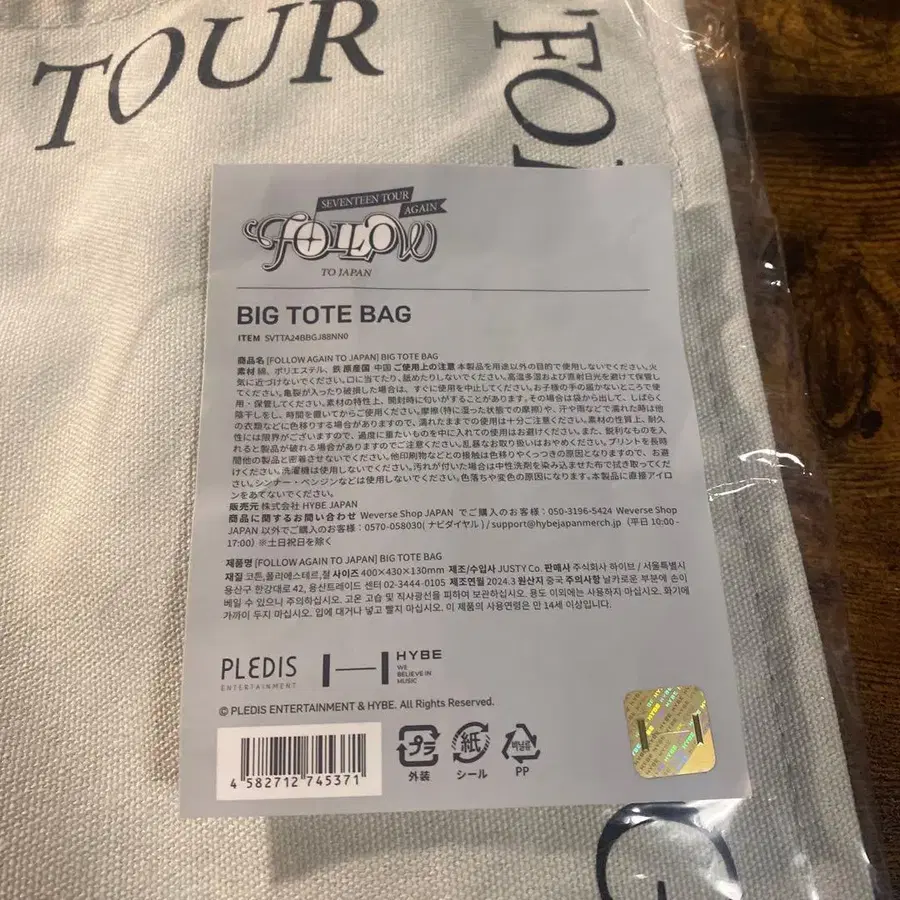 TOUR
"FOL
SEVENTEEN TOUR
AGAIN
FOLLOW
TO JAPAN
BIG TOTE BAG
ITEM SVTTA24BBGJ88NN0
商品名 [FOLLOW AGAIN TO JAPAN] BIG TOTE BAG
素材 綿、ポリエステル、鉄 原産国 中国 ご使用上の注意 本製品を用途以外の目的で使用しないでください。火
気に近づけないでください。口に当てたり、舐めたりしないでください。高温多湿および直射日光を避けて保管し
てください。亀裂が入ったり破損した場合は、すぐに使用を中止してください。お子様の手の届かないところで使
用・保管してください。素材の特性上、開封時に匂いがすることがあります。その場合は袋から出して、しばらく
陰干しをし、時間を置いてからご使用ください。摩擦(特に湿った状態での摩擦)や、汗や雨などで濡れた時は他
の衣類などに色移りする場合がありますので、濡れたままでの使用は十分ご注意ください。素材の性質上、耐久
性には限界がございますので、過度に重たいものを中に入れての使用はお避けください。また、鋭利なものを入
れると製品が破れる場合がありますのでご注意ください。乱暴なお取り扱いはおやめください。プリントを長時
間他の製品と密着させないでください。他印刷物などとの接触は色移りやくっつきの原因となりますので、お避
けください。洗濯機は使用しないでください。汚れが付いた場合は中性洗剤を染み込ませた布で拭き取ってくだ
さい。シンナー・ベンジンなどは使用しないでください。色落ちや変色の原因になります。本製品に直接アイロ
ンをあてないでください。
販売元 株式会社 HYBE JAPAN
商品に関するお問い合わせ Weverse Shop JAPAN でご購入のお客様：050-3196-5424 Weverse Shop
JAPAN 以外でご購入のお客様：0570-058030( ナビダイヤル ) / support@hybejapanmerch.jp（平日 10:00 -
17:00）※土日祝日を除く
제품명 [FOLLOW AGAIN TO JAPAN] BIG TOTE BAG
재질 코튼,폴리에스테르,철 사이즈 400×430×130mm 제조/수입사 JUSTY Co. 판매사 주식회사 하이브 / 서울특별시
용산구 한강대로 42, 용산트레이드 센터 02-3444-0105 제조연월 2024.3 원산지 중국 주의사항 날카로운 부분에 손이
베일 수 있으니 주의하십시오. 고온 고습 및 직사광선을 피하여 보관하십시오. 용도 이외에는 사용하지 마십시오. 화기에
가까이 두지 마십시오. 입에 대거나 넣고 빨지 마십시오. 이 제품의 사용연령은 만 14세 이상입니다.
PLEDIS
ENTERTAINMENT
HYBE
WE
BELIEVE IN
MUSIC
© PLEDIS ENTERTAINMENT & HYBE. All Rights Reserved.
4 582712 745371
プラ
外装
紙
シール
비닐류
PP
HYBE HYBE HYBE
G